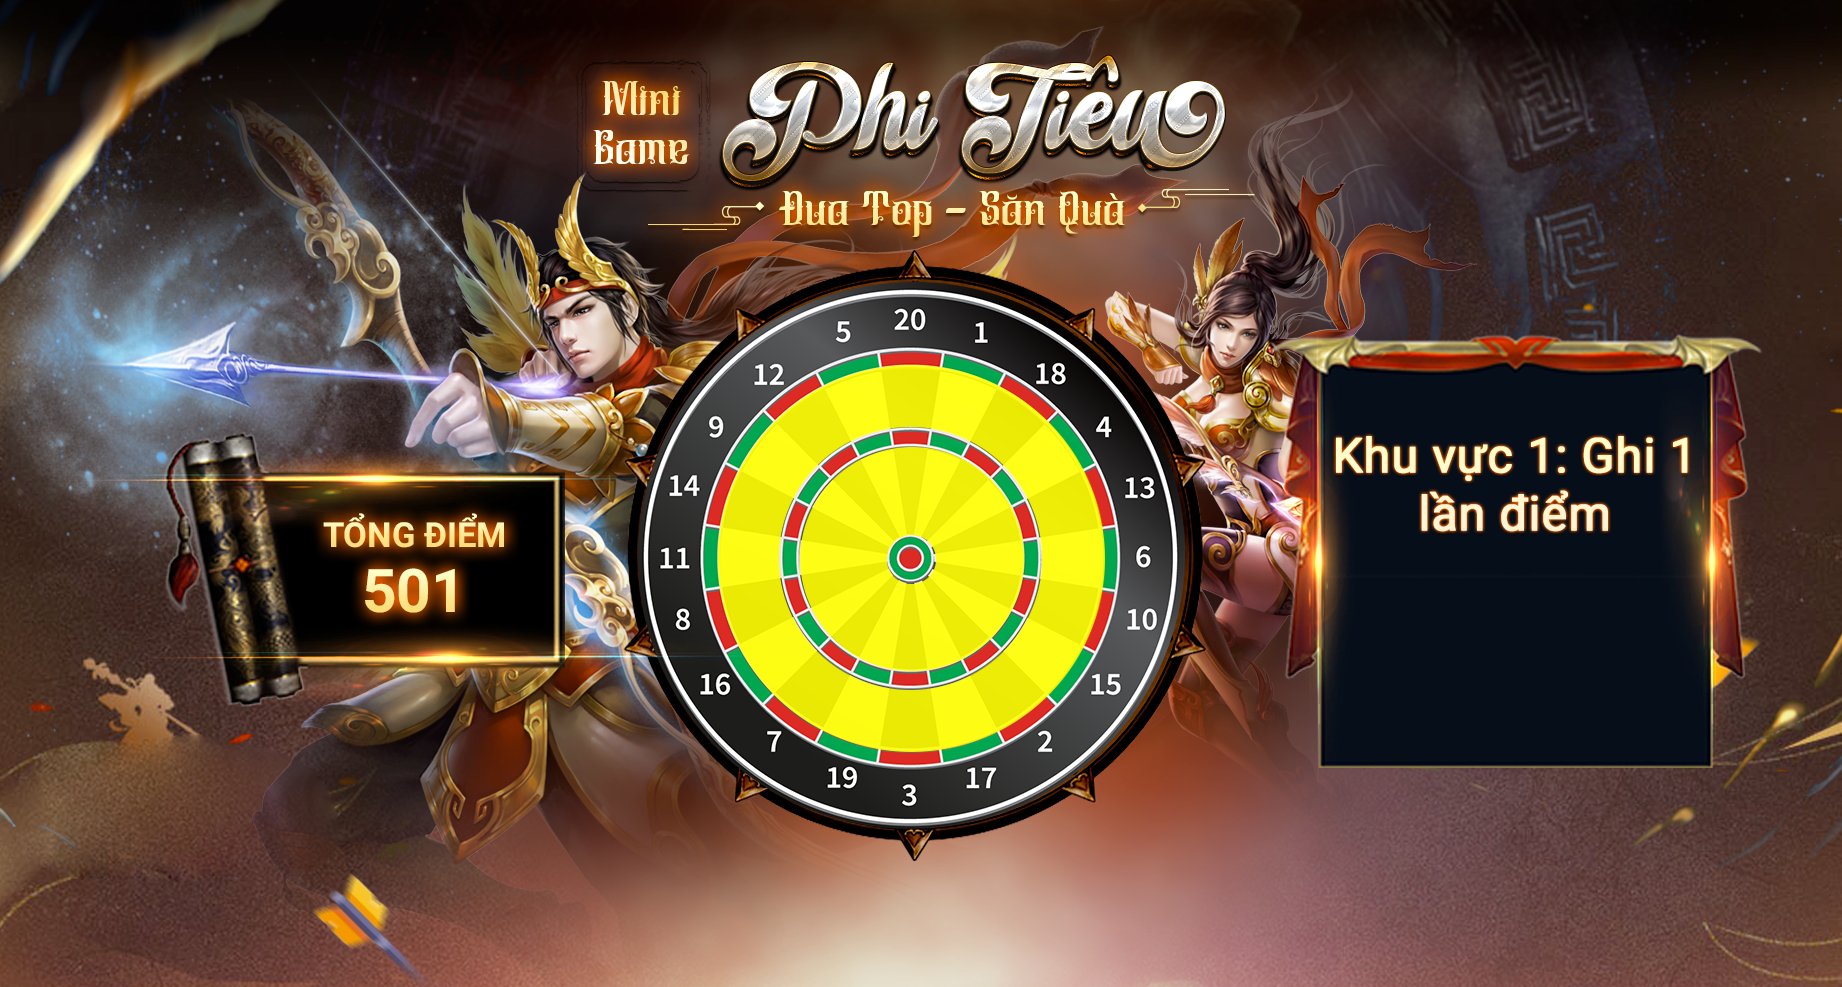 Mini
Game
Phi Tiêu
Đua Top - Săn Quà
5 20 1
12 18
9 4
14 13
11 6
8 10
16 15
7 2
19 17
3
TỔNG ĐIỂM
501
Khu vực 1: Ghi 1
lần điểm